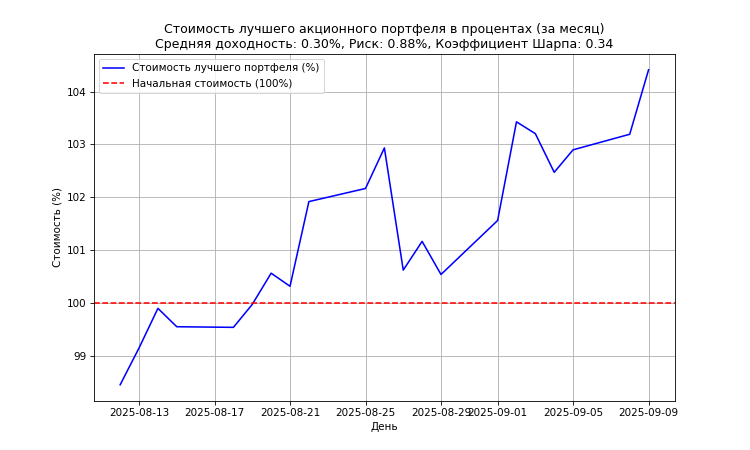 Стоимость лучшего акционного портфеля в процентах (за месяц)
Средняя доходность: 0.30%, Риск: 0.88%, Коэффициент Шарпа: 0.34
Стоимость лучшего портфеля (%)
Начальная стоимость (100%)
Стоимость (%)
104
103
102
101
100
99
2025-08-13 2025-08-17 2025-08-21 2025-08-25 2025-08-29 2025-09-01 2025-09-05 2025-09-09
День